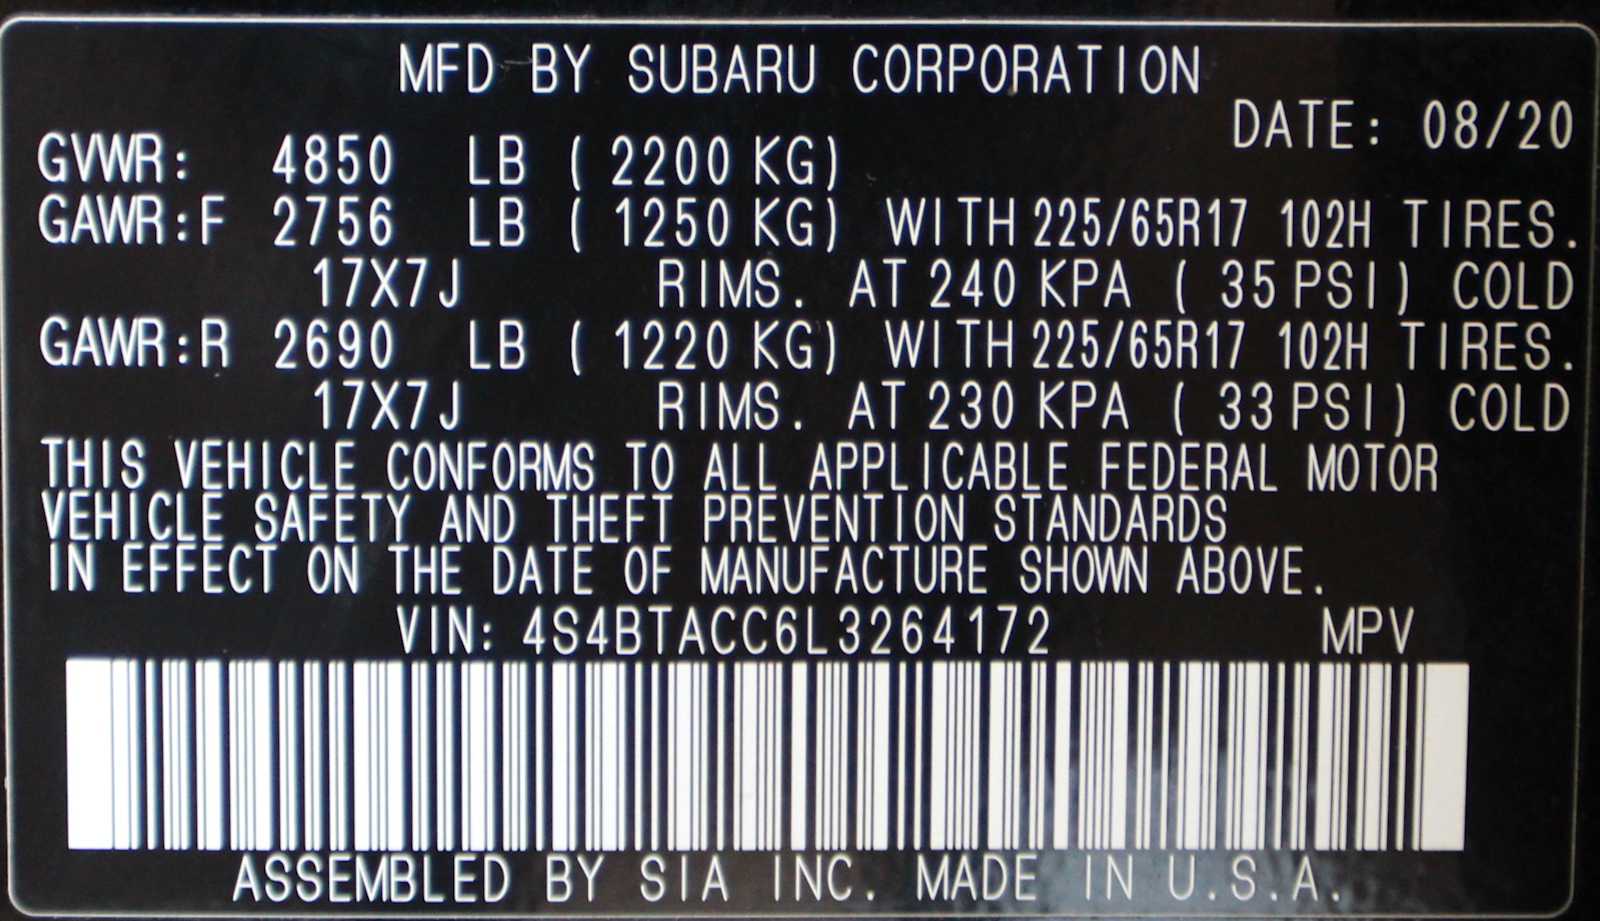 MFD BY SUBARU CORPORATION
DATE: 08/20
GVWR: 4850 LB ( 2200 KG)
GAWR:F 2756 LB ( 1250 KG) WITH 225/65R17 102H TIRES.
17X7J RIMS. AT 240 KPA ( 35 PSI) COLD
GAWR:R 2690 LB ( 1220 KG) WITH 225/65R17 102H TIRES.
17X7J RIMS. AT 230 KPA ( 33 PSI) COLD
THIS VEHICLE CONFORMS TO ALL APPLICABLE FEDERAL MOTOR
VEHICLE SAFETY AND THEFT PREVENTION STANDARDS
IN EFFECT ON THE DATE OF MANUFACTURE SHOWN ABOVE.
VIN: 4S4BTACC6L3264172 MPV
ASSEMBLED BY SIA INC. MADE IN U.S.A.